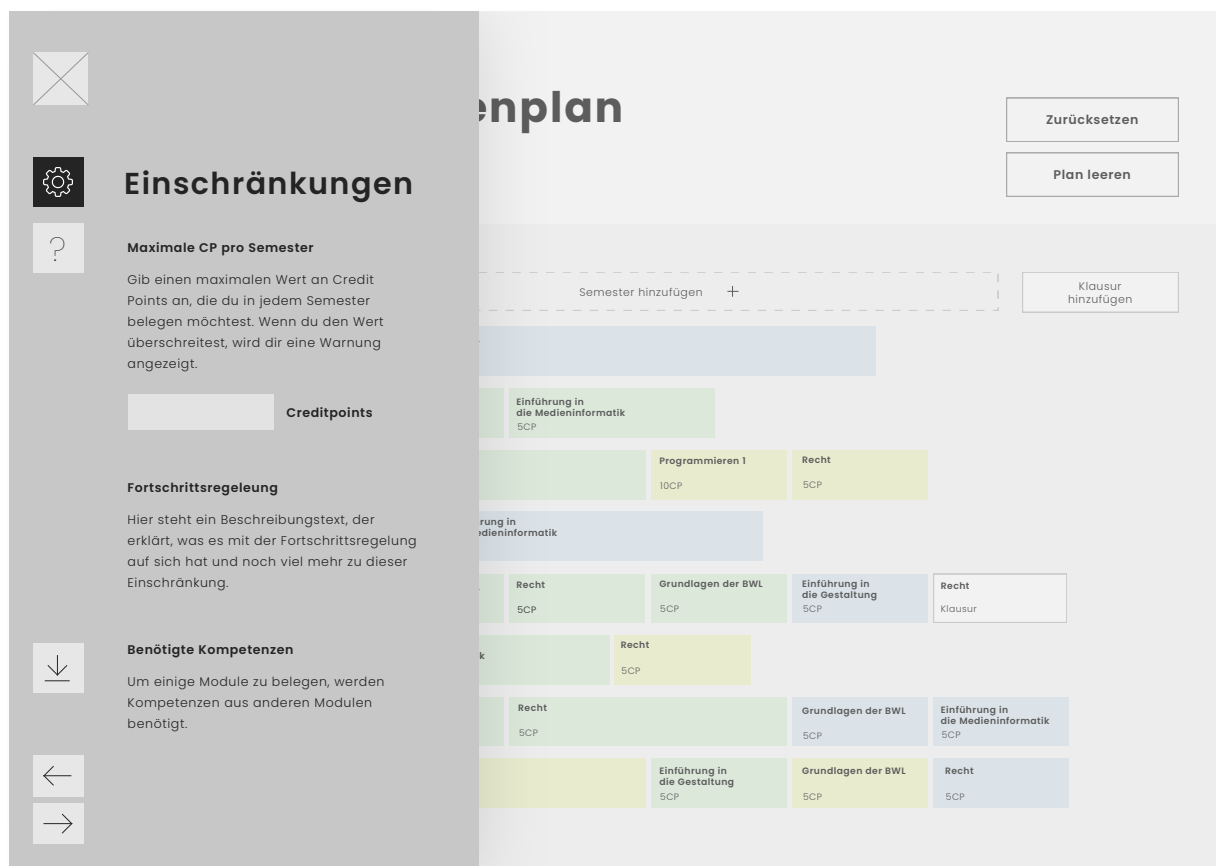 enplan
Zurücksetzen
Plan leeren
Einschränkungen
?
Maximale CP pro Semester
Gib einen maximalen Wert an Credit
Points an, die du in jedem Semester
belegen möchtest. Wenn du den Wert
überschreitest, wird dir eine Warnung
angezeigt.
Creditpoints
Fortschrittsregeleung
Hier steht ein Beschreibungstext, der
erklärt, was es mit der Fortschrittsregelung
auf sich hat und noch viel mehr zu dieser
Einschränkung.
Benötigte Kompetenzen
Um einige Module zu belegen, werden
Kompetenzen aus anderen Modulen
benötigt.
Semester hinzufügen +
Klausur
hinzufügen
Einführung in
die Medieninformatik
5CP
Programmieren 1
10CP
Recht
5CP
rung in
edieninformatik
Recht
5CP
Grundlagen der BWL
5CP
Einführung in
die Gestaltung
5CP
Recht
Klausur
k
Recht
5CP
Recht
5CP
Grundlagen der BWL
5CP
Einführung in
die Medieninformatik
5CP
Einführung in
die Gestaltung
5CP
Grundlagen der BWL
5CP
Recht
5CP